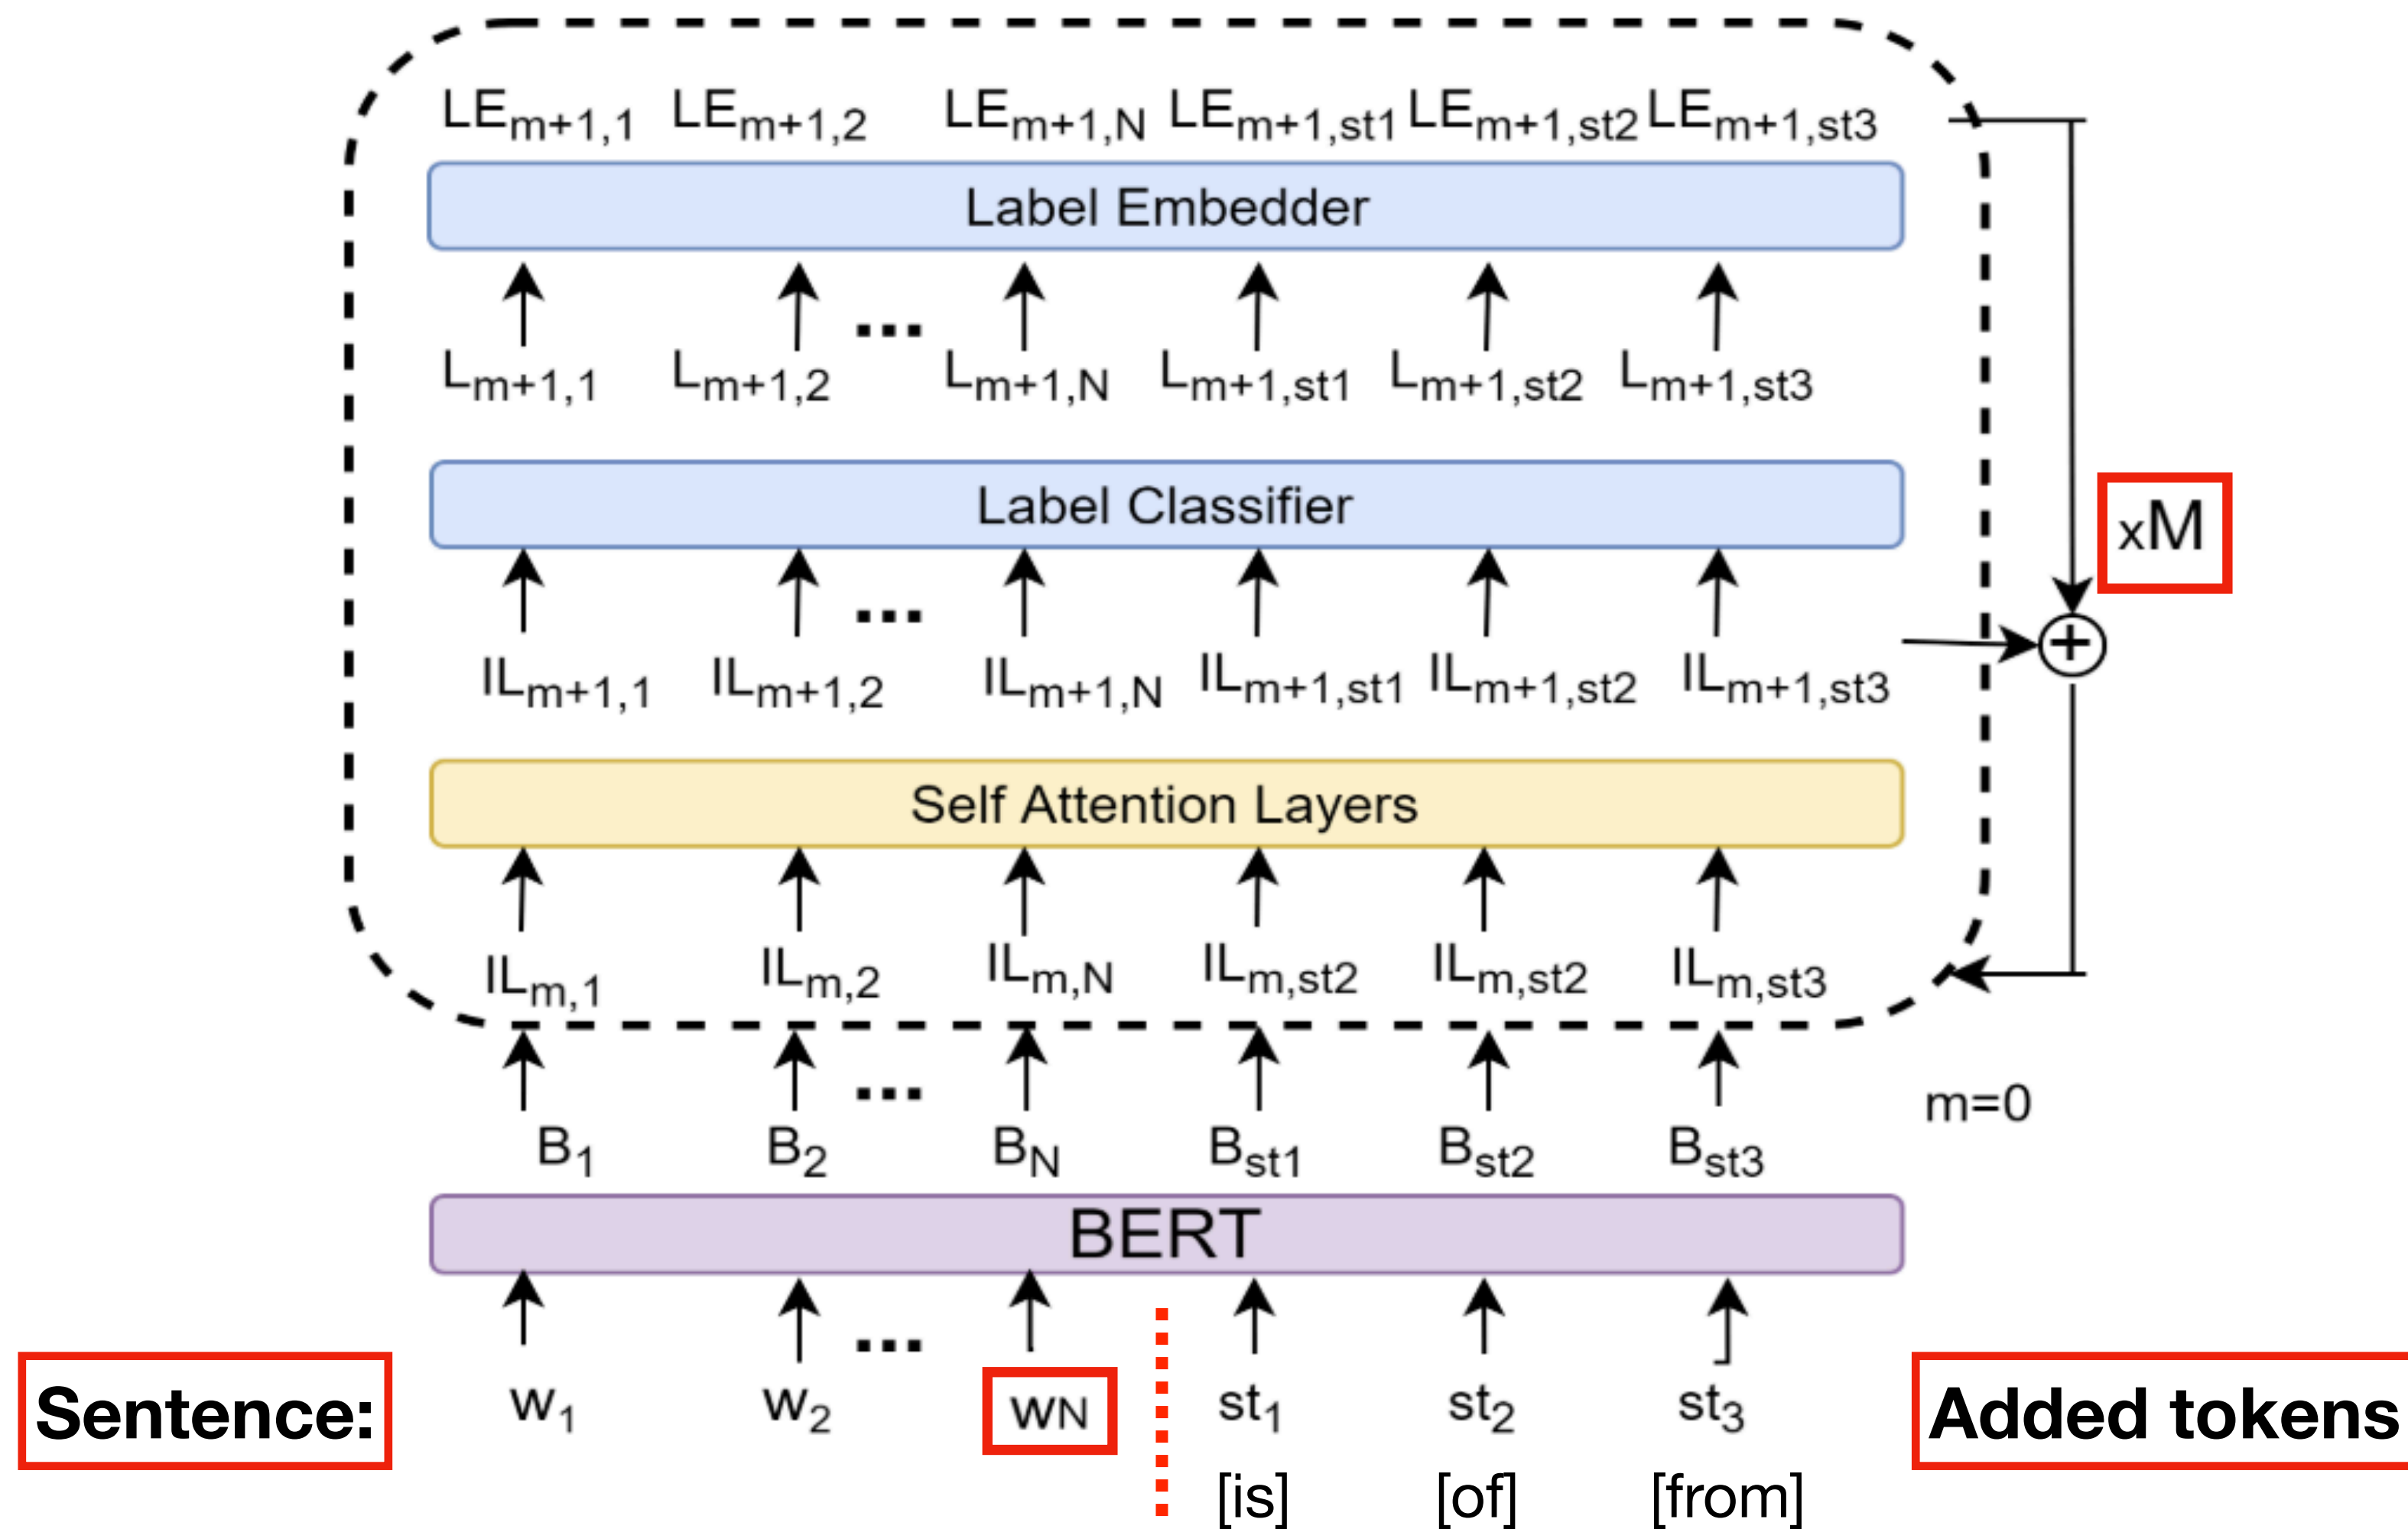 LEm+1,1 LEm+1,2 LEm+1,N LEm+1,st1 LEm+1,st2 LEm+1,st3
Label Embedder
...
Lm+1,1 Lm+1,2 Lm+1,N Lm+1,st1 Lm+1,st2 Lm+1,st3
Label Classifier
xM
...
+
ILm+1,1 ILm+1,2 ILm+1,N ILm+1,st1 ILm+1,st2 ILm+1,st3
Self Attention Layers
ILm,1 ILm,2 ILm,N ILm,st2 ILm,st2 ILm,st3
...
m=0
B1 B2 BN Bst1 Bst2 Bst3
BERT
...
Sentence: w1 w2 wN st1 st2 st3 Added tokens
[is] [of] [from]